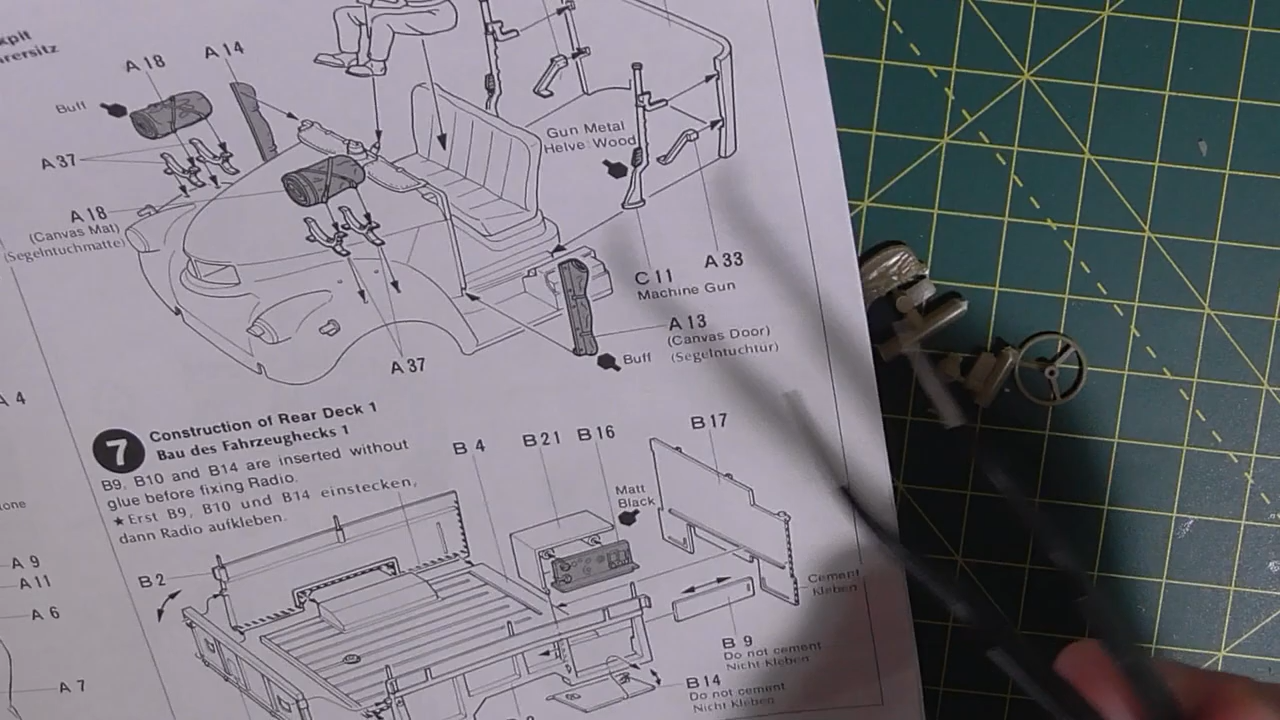 kpit
rersitz
A 18
A 14
Buff
A 37
A 18
(Canvas Mat)
(Segeltuchmatte)
Gun Metal
Helve Wood
C 11
Machine Gun
A 33
A 13
(Canvas Door)
(Segeltuchtür)
Buff
A 37
A 4
7
Construction of Rear Deck 1
Bau des Fahrzeughecks 1
B9, B10 and B14 are inserted without
glue before fixing Radio.
★Erst B9, B10 und B14 einstecken,
dann Radio aufkleben.
B 4
B 21
B 16
B 17
Matt
Black
one
A 9
A 11
A 6
A 7
B 2
Cement
Kleben
B 9
Do not cement
Nicht Kleben
B 14
Do not cement
Nicht Kleben